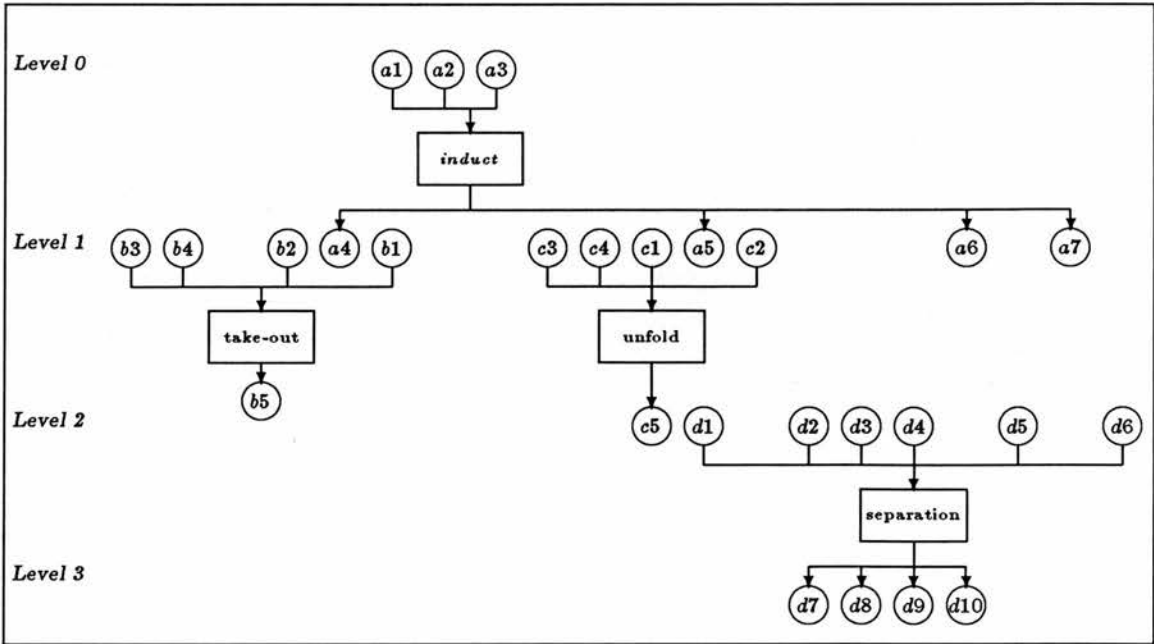 Level 0
a1 a2 a3
induct
Level 1
b3 b4 b2 a4 b1 c3 c4 c1 a5 c2 a6 a7
take-out unfold
b5
Level 2
c5 d1 d2 d3 d4 d5 d6
separation
Level 3
d7 d8 d9 d10